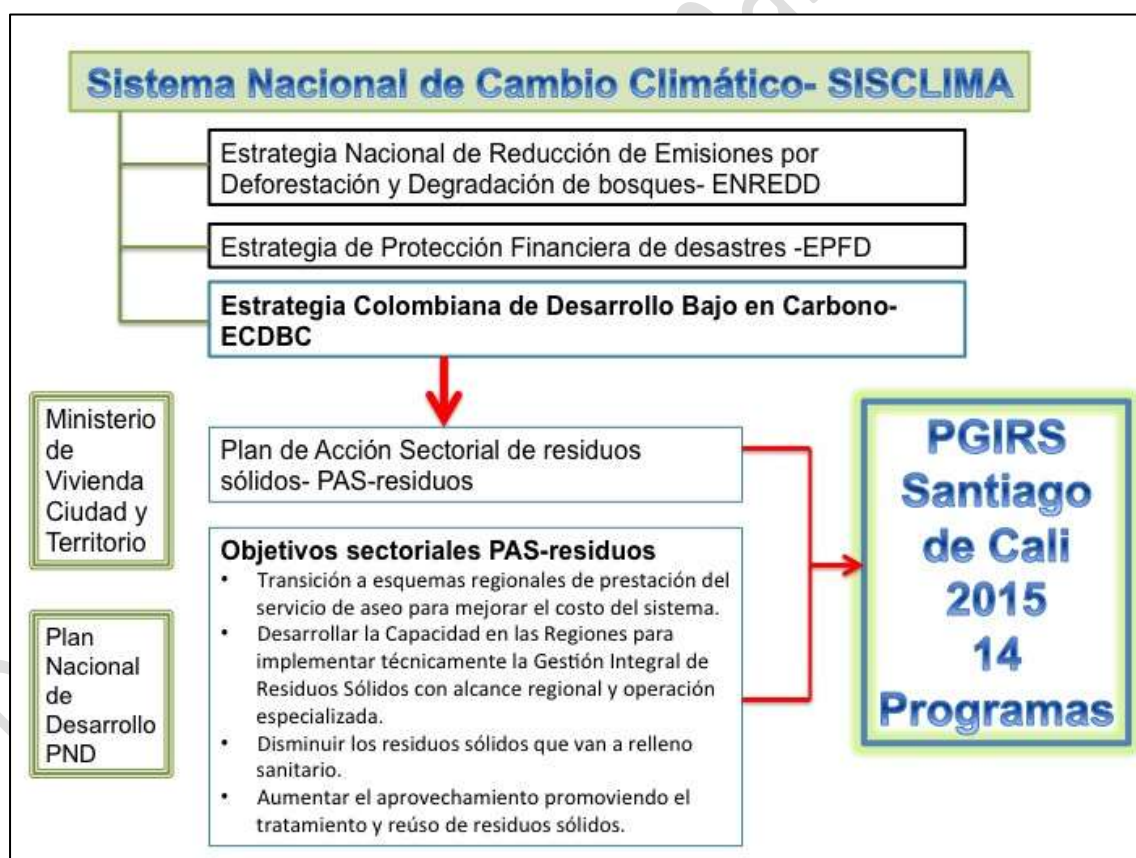 Sistema Nacional de Cambio Climático- SISCLIMA
Estrategia Nacional de Reducción de Emisiones por
Deforestación y Degradación de bosques- ENREDD
Estrategia de Protección Financiera de desastres -EPFD
Estrategia Colombiana de Desarrollo Bajo en Carbono-
ECDBC
Ministerio
de
Vivienda
Ciudad y
Territorio
Plan
Nacional
de
Desarrollo
PND
Plan de Acción Sectorial de residuos
sólidos- PAS-residuos
Objetivos sectoriales PAS-residuos
• Transición a esquemas regionales de prestación del
servicio de aseo para mejorar el costo del sistema.
• Desarrollar la Capacidad en las Regiones para
implementar técnicamente la Gestión Integral de
Residuos Sólidos con alcance regional y operación
especializada.
• Disminuir los residuos sólidos que van a relleno
sanitario.
• Aumentar el aprovechamiento promoviendo el
tratamiento y reúso de residuos sólidos.
PGIRS
Santiago
de Cali
2015
14
Programas